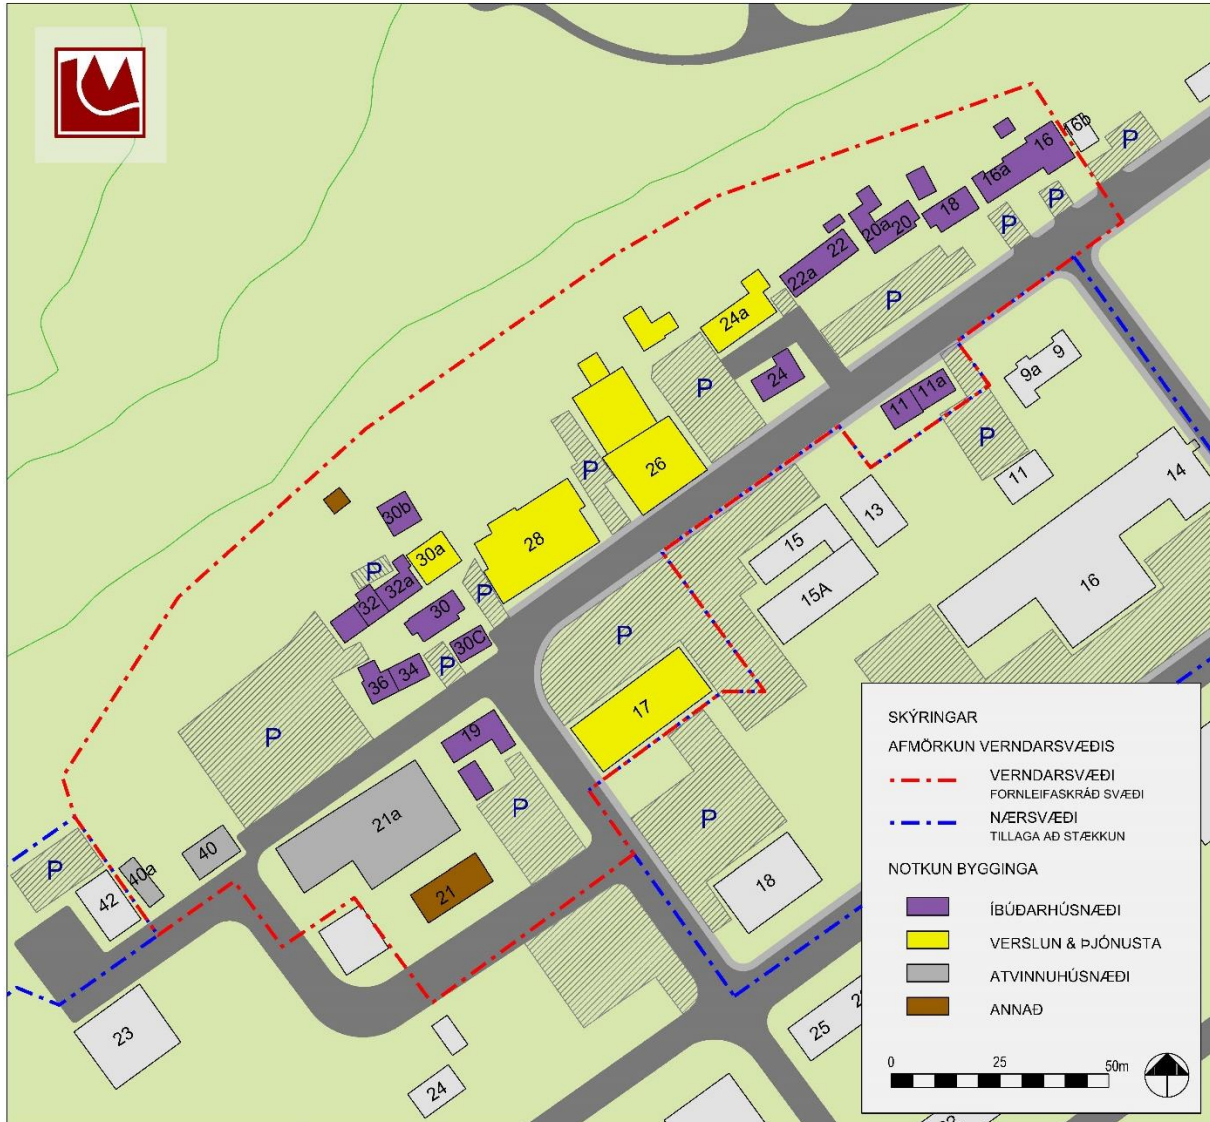 16b
P
16
16a
P
18
P
20
20a
22
22a
P
24a
24
P
9
9a
11a
11
P
26
P
11
14
13
15
15A
16
28
30b
30a
P
32a
32
30
P
30C
P
34
36
P
17
P
19
21a
P
P
21
40
40a
42
P
18
23
24
25
SKÝRINGAR
AFMÖRKUN VERNDARSVÆÐIS
VERNDARSVÆÐI
FORNLEIFASKRÁÐ SVÆÐI
NÆRSVÆÐI
TILLAGA AÐ STÆKKUN
NOTKUN BYGGINGA
ÍBÚÐARHÚSNÆÐI
VERSLUN & ÞJÓNUSTA
ATVINNUHÚSNÆÐI
ANNAÐ
0 25 50m